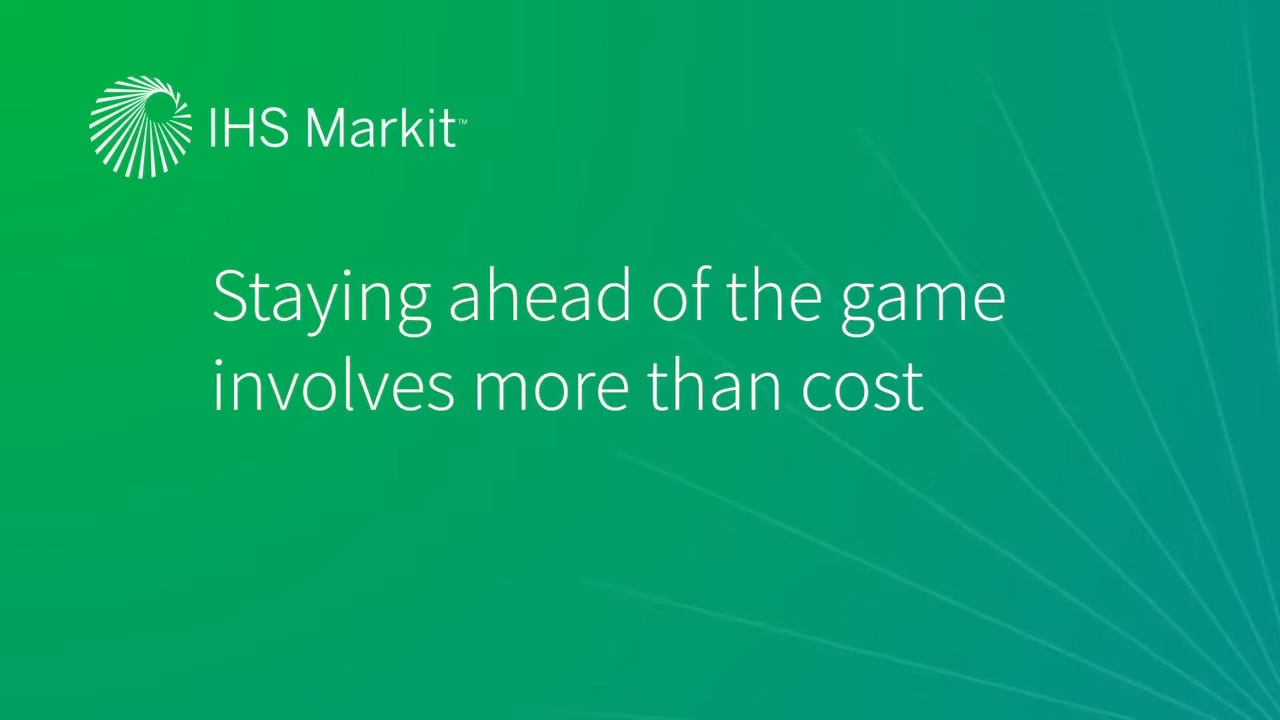 IHS Markit™
Staying ahead of the game
involves more than cost